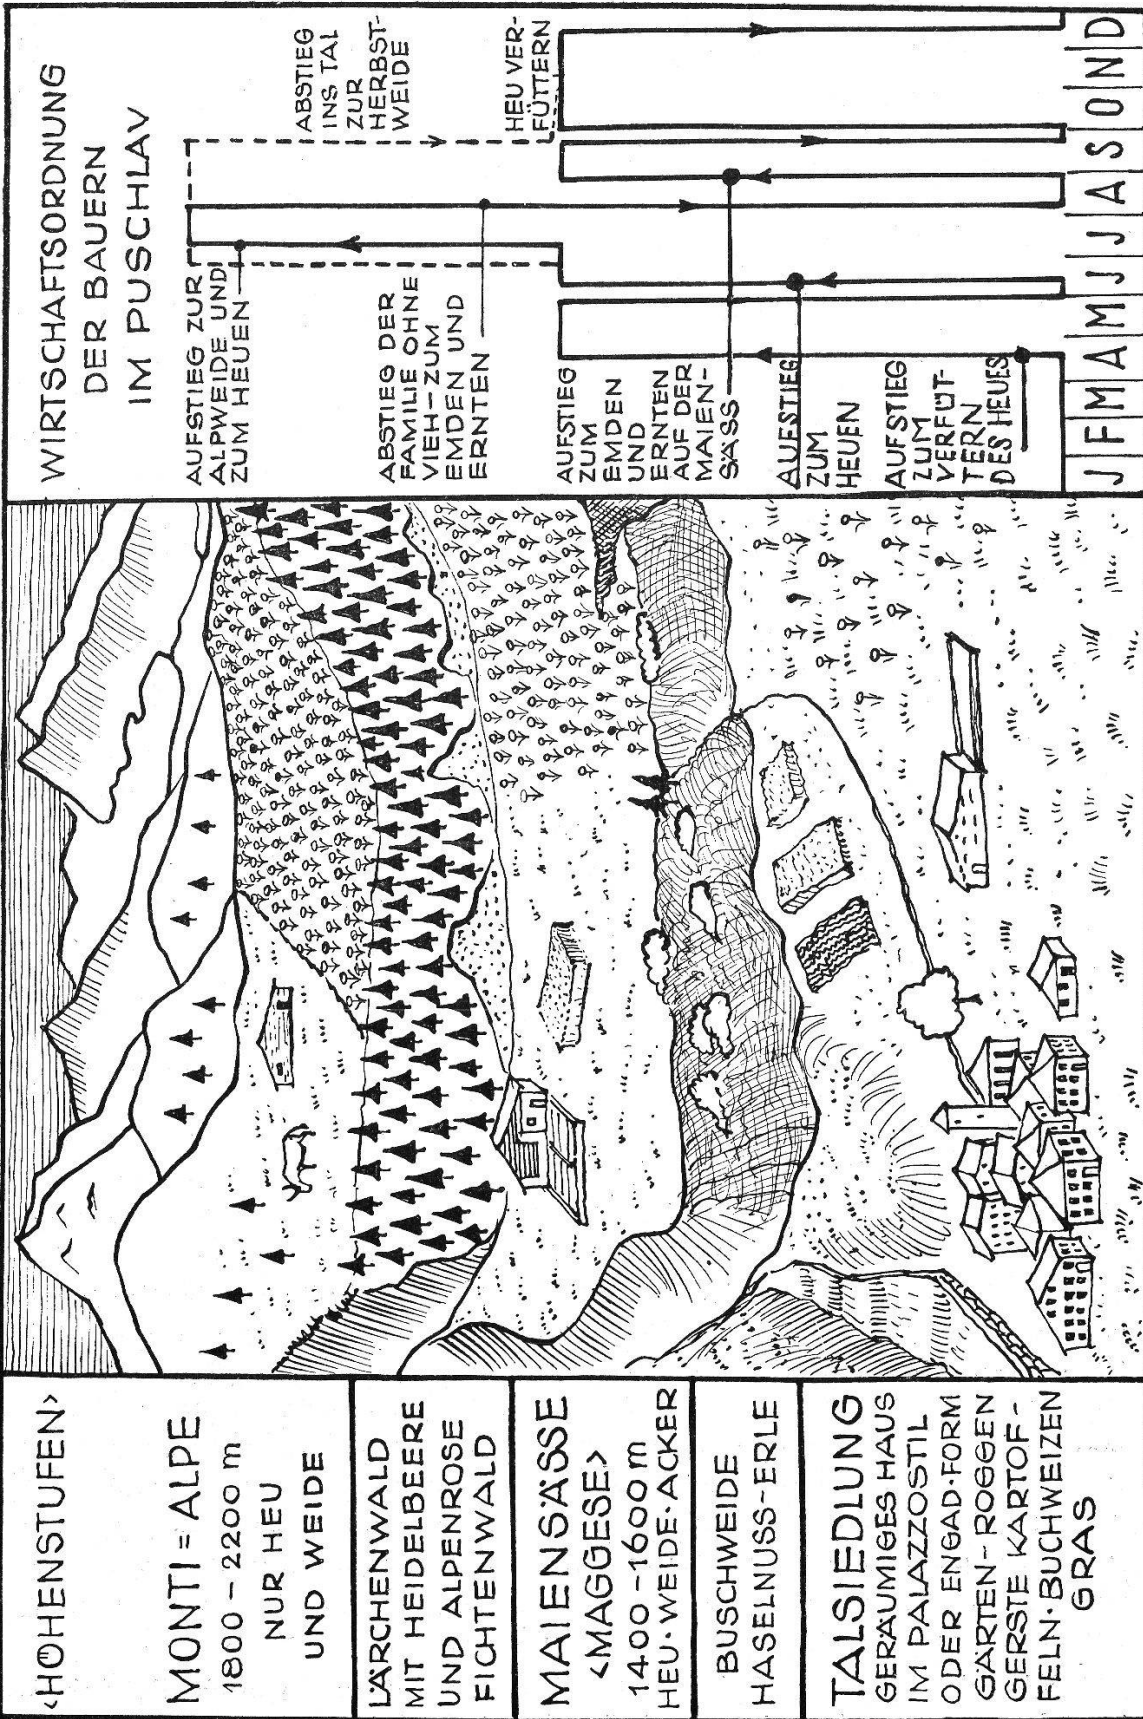 ‹HÖHENSTUFEN›
MONTI = ALPE
1800 – 2200 m
NUR HEU
UND WEIDE
LÄRCHENWALD
MIT HEIDELBEERE
UND ALPENROSE
FICHTENWALD
MAIENSÄSSE
‹MAGGESE›
1400 – 1600 m
HEU·WEIDE·ACKER
BUSCHWEIDE
HASELNUSS-ERLE
TALSIEDLUNG
GERÄUMIGES HAUS
IM PALAZZOSTIL
ODER ENGAD·FORM
GÄRTEN – ROGGEN
GERSTE KARTOF-
FELN·BUCHWEIZEN
GRAS
WIRTSCHAFTSORDNUNG
DER BAUERN
IM PUSCHLAV
AUFSTIEG ZUR
ALPWEIDE UND
ZUM HEUEN
ABSTIEG
INS TAL
ZUR
HERBST-
WEIDE
ABSTIEG DER
FAMILIE OHNE
VIEH-ZUM
EMDEN UND
ERNTEN
HEU VER-
FÜTTERN
AUFSTIEG
ZUM
EMDEN
UND
ERNTEN
AUF DER
MAIEN-
SÄSS
AUFSTIEG
ZUM
HEUEN
AUFSTIEG
ZUM
VERFÜT-
TERN
DES HEUES
J F M A M J J A S O N D